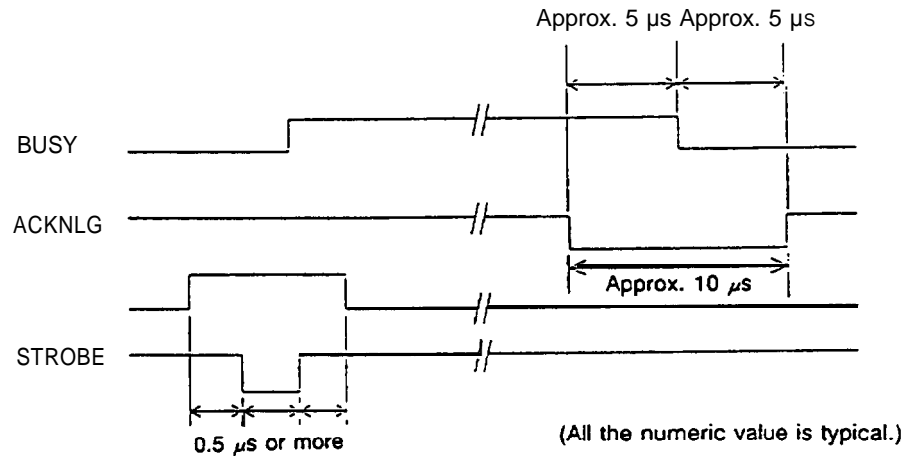 Approx. 5 µs Approx. 5 µs
BUSY
ACKNLG
Approx. 10 µs
STROBE
0.5 µs or more
(All the numeric value is typical.)